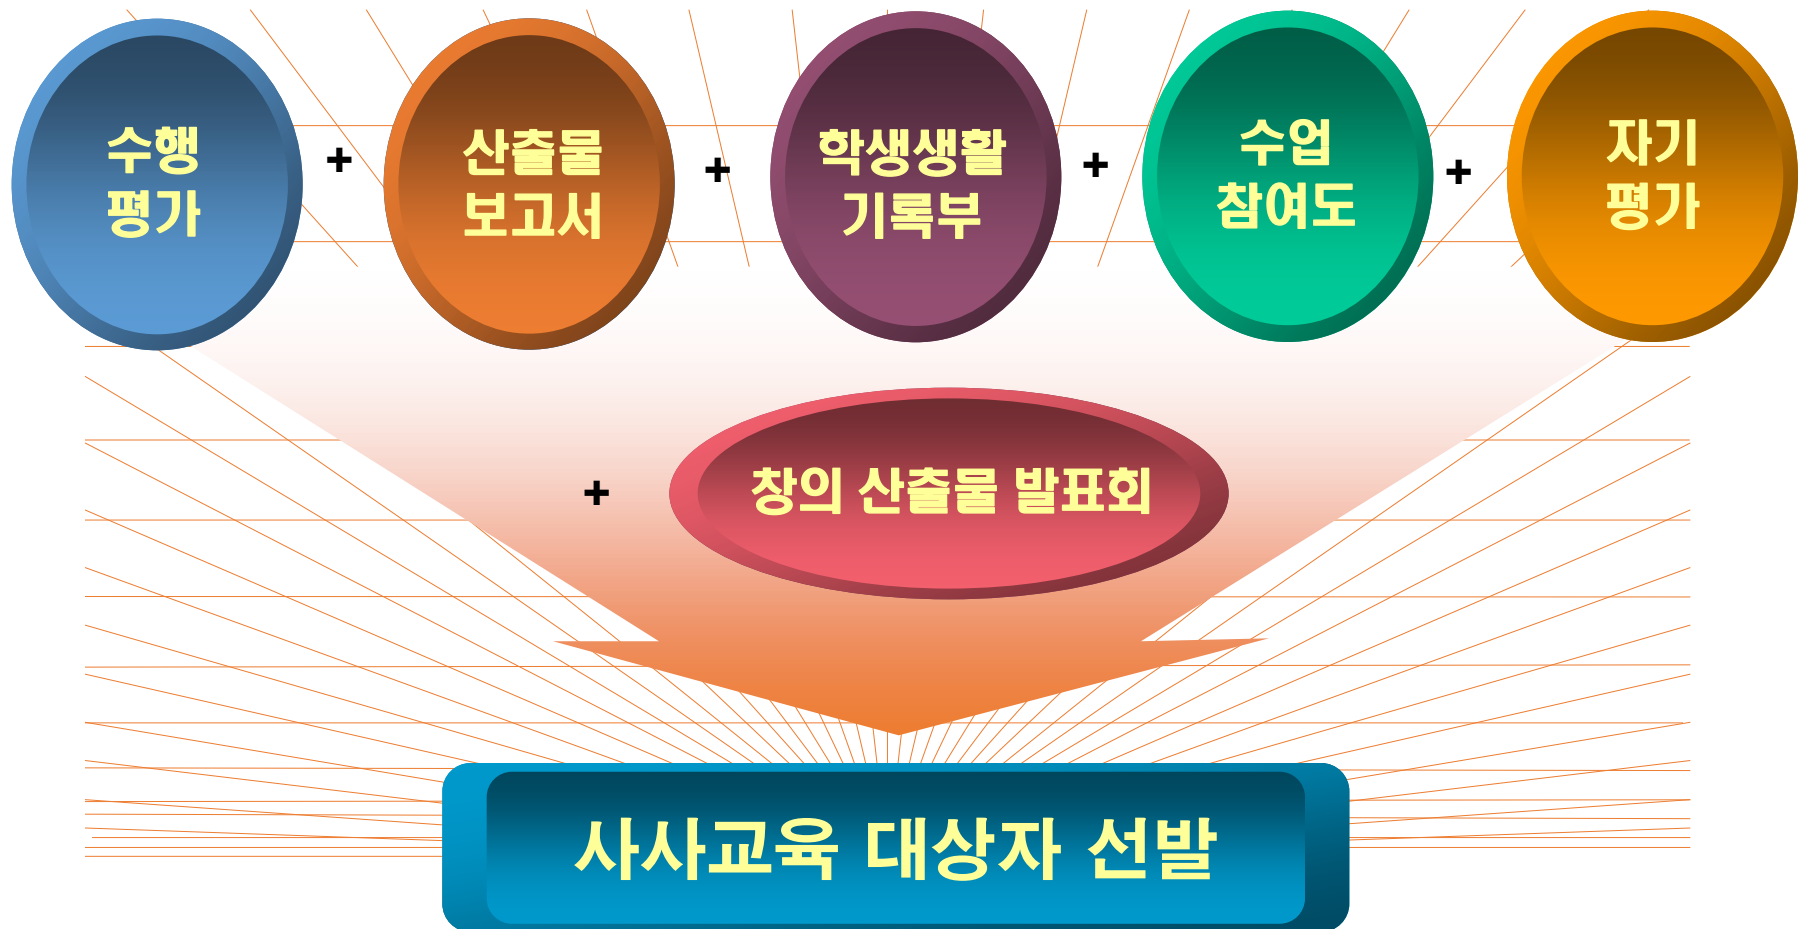 수행
평가
+
산출물
보고서
+
학생생활
기록부
+
수업
참여도
+
자기
평가
+
창의 산출물 발표회
사사교육 대상자 선발